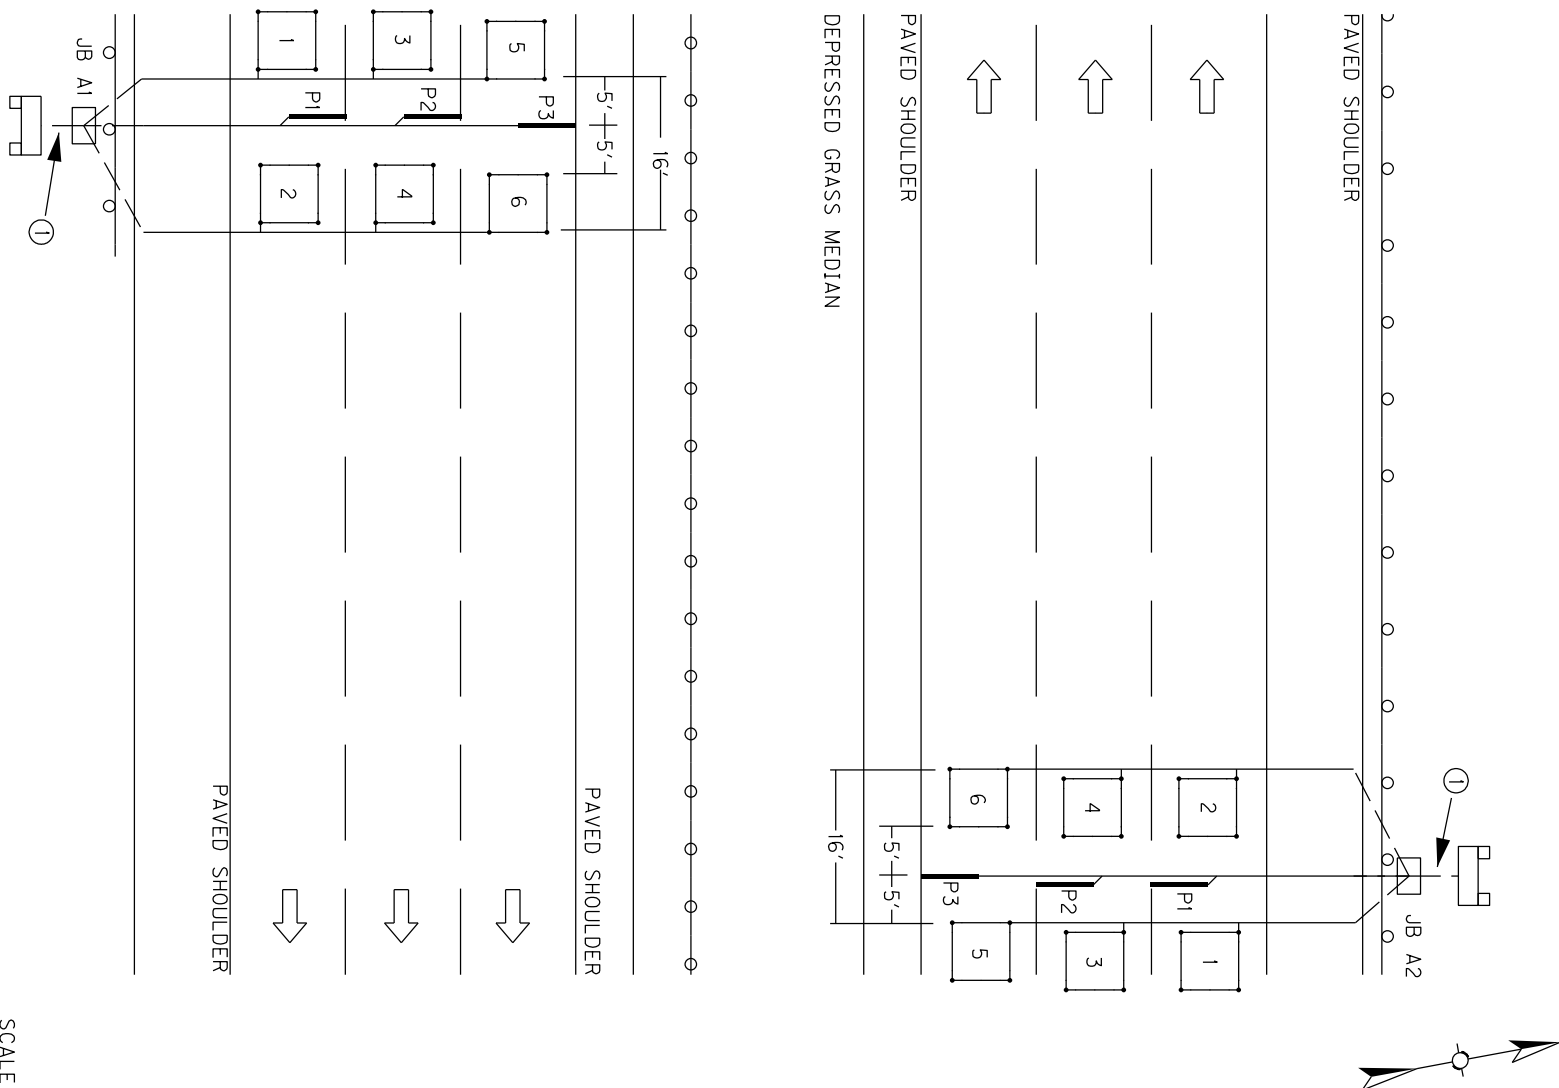 JB A1
1
1
3
5
2
4
6
P1
P2
P3
5'
5'
16'
PAVED SHOULDER
PAVED SHOULDER
DEPRESSED GRASS MEDIAN
PAVED SHOULDER
PAVED SHOULDER
6
4
2
5
3
1
P3
P2
P1
5'
5'
16'
1
JB A2
SCALE